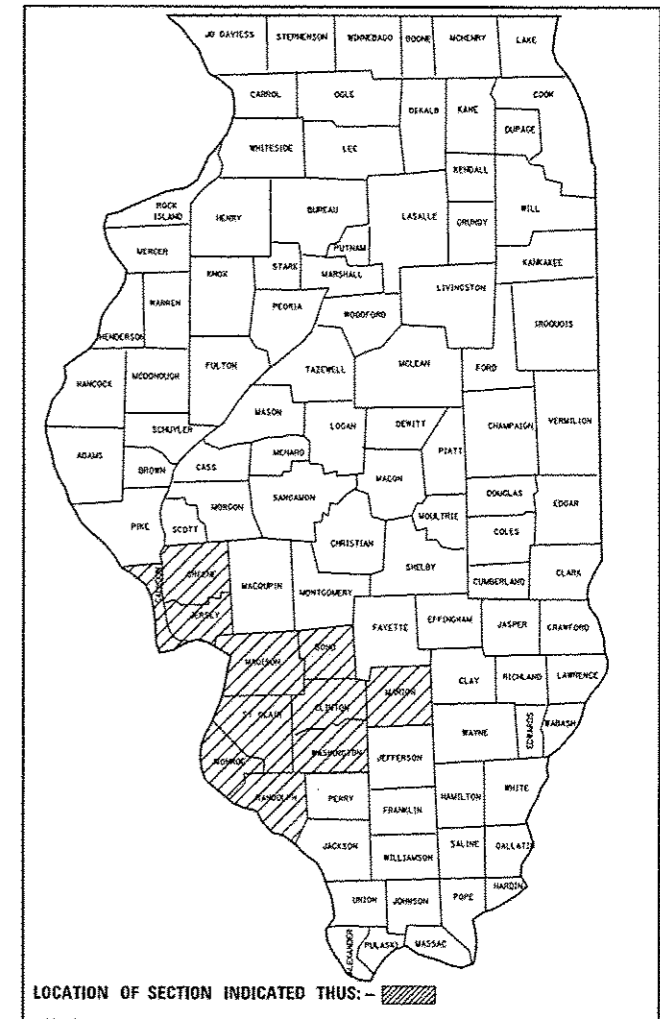 JO DAVIESS STEPHENSON WINNEBAGO BOONE MCHENRY LAKE
CARROL OGLE DEKALB KANE COOK
DUPAGE
WHITESIDE LEE
KENDALL
ROCK ISLAND HENRY BUREAU LASALLE GRUNDY WILL
PUTNAM
MERCER KNOX STARK MARSHALL KANKAKEE
WARREN PEORIA WOODFORD LIVINGSTON
IROQUOIS
HENDERSON
HANCOCK MCDONOUGH FULTON TAZEWELL MCLEAN FORD
MASON
SCHUYLER LOGAN DEWITT CHAMPAIGN VERMILION
ADAMS BROWN CASS MENARD PIATT
MACON
PIKE SCOTT MORGON SANGAMON DOUGLAS EDGAR
MOULTRIE
CHRISTIAN COLES
CALHOUN GREENE MACOUPIN MONTGOMERY SHELBY CUMBERLAND CLARK
JERSEY FAYETTE EFFINGHAM JASPER CRAWFORD
MADISON BOND
CLAY RICHLAND LAWRENCE
ST CLAIR CLINTON MARION
WAYNE EDWARDS WABASH
MONROE WASHINGTON JEFFERSON
RANDOLPH PERRY HAMILTON WHITE
FRANKLIN
JACKSON WILLIAMSON SALINE GALLATIN
UNION JOHNSON POPE HARDIN
ALEXANDER PULASKI MASSAC
LOCATION OF SECTION INDICATED THUS: -